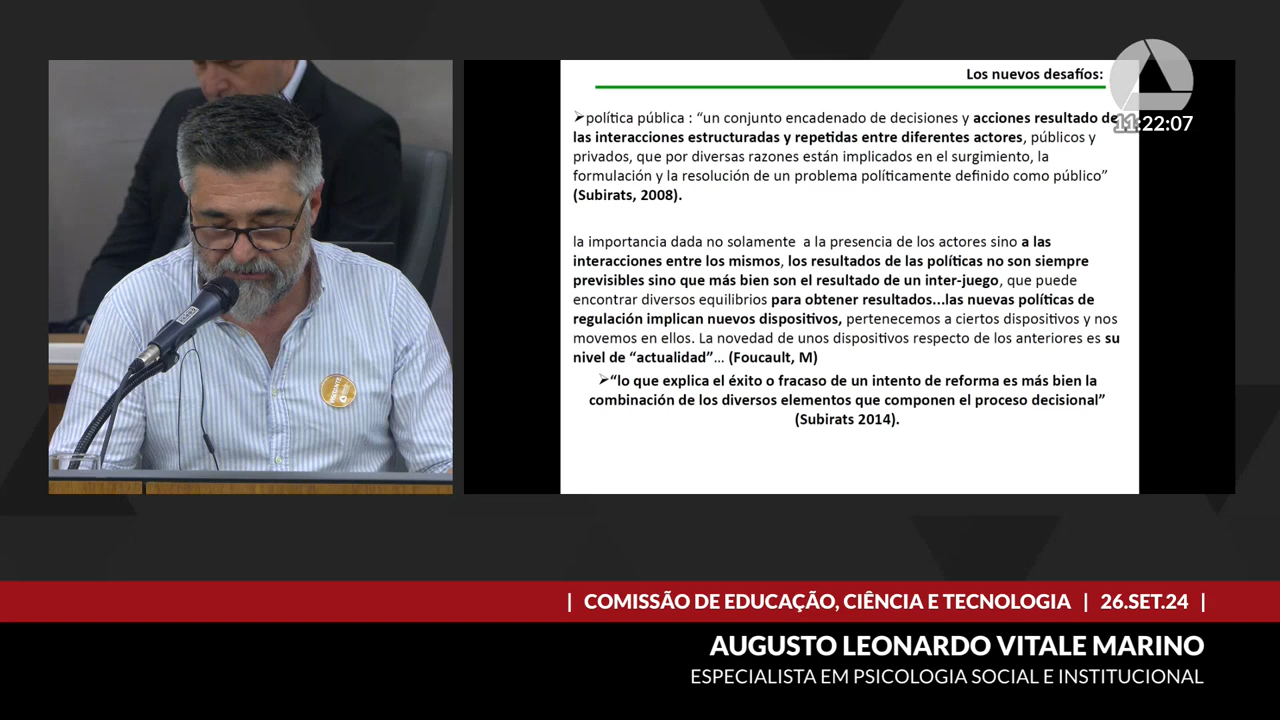 Los nuevos desafíos:
11:22:07
➢política pública : “un conjunto encadenado de decisiones y acciones resultado de
las interacciones estructuradas y repetidas entre diferentes actores, públicos y
privados, que por diversas razones están implicados en el surgimiento, la
formulación y la resolución de un problema políticamente definido como público”
(Subirats, 2008).
la importancia dada no solamente a la presencia de los actores sino a las
interacciones entre los mismos, los resultados de las políticas no son siempre
previsibles sino que más bien son el resultado de un inter-juego, que puede
encontrar diversos equilibrios para obtener resultados...las nuevas políticas de
regulación implican nuevos dispositivos, pertenecemos a ciertos dispositivos y nos
movemos en ellos. La novedad de unos dispositivos respecto de los anteriores es su
nivel de “actualidad”... (Foucault, M)
➢“lo que explica el éxito o fracaso de un intento de reforma es más bien la
combinación de los diversos elementos que componen el proceso decisional”
(Subirats 2014).
| COMISSÃO DE EDUCAÇÃO, CIÊNCIA E TECNOLOGIA | 26.SET.24 |
AUGUSTO LEONARDO VITALE MARINO
ESPECIALISTA EM PSICOLOGIA SOCIAL E INSTITUCIONAL